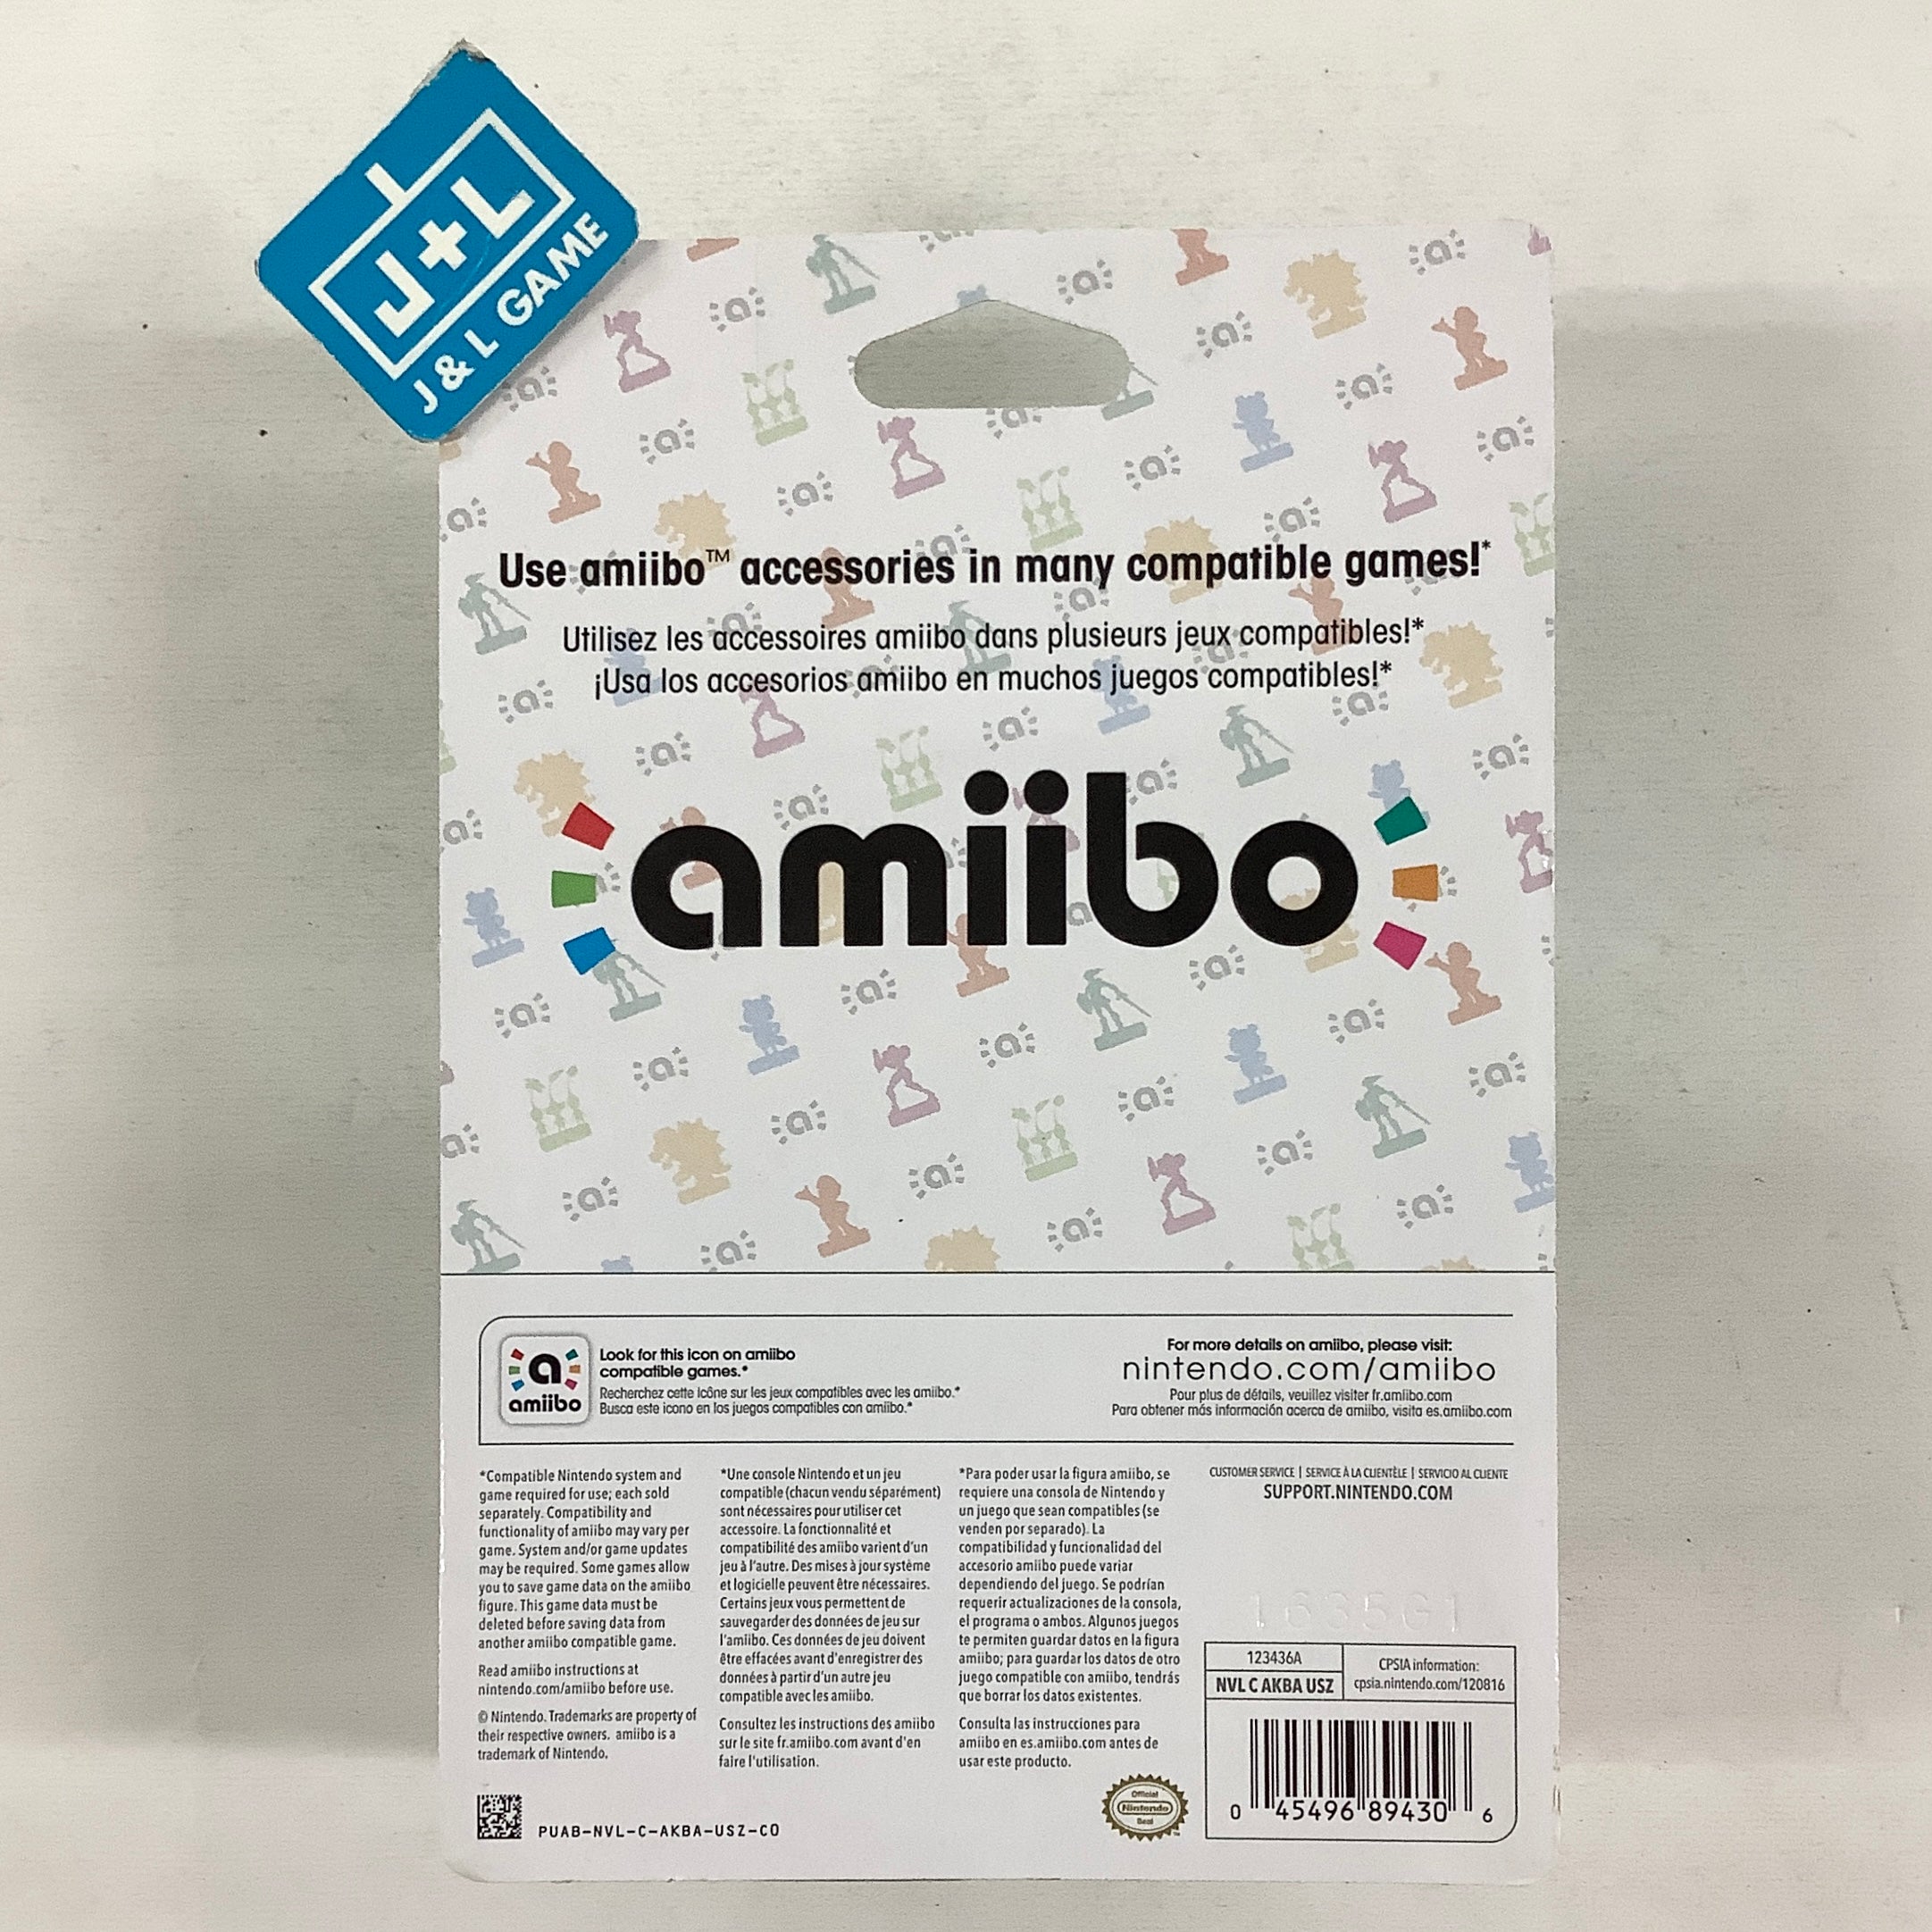 J+L
J & L GAME
Use amiibo™ accessories in many compatible games!*
Utilisez les accessoires amiibo dans plusieurs jeux compatibles!*
¡Usa los accesorios amiibo en muchos juegos compatibles!*
amiibo
a
amiibo
Look for this icon on amiibo
compatible games.*
Recherchez cette icône sur les jeux compatibles avec les amiibo.*
Busca este icono en los juegos compatibles con amiibo.*
For more details on amiibo, please visit:
nintendo.com/amiibo
Pour plus de détails, veuillez visiter fr.amiibo.com
Para obtener más información acerca de amiibo, visita es.amiibo.com
*Compatible Nintendo system and
game required for use; each sold
separately. Compatibility and
functionality of amiibo may vary per
game. System and/or game updates
may be required. Some games allow
you to save game data on the amiibo
figure. This game data must be
deleted before saving data from
another amiibo compatible game.
Read amiibo instructions at
nintendo.com/amiibo before use.
© Nintendo. Trademarks are property of
their respective owners. amiibo is a
trademark of Nintendo.
*Une console Nintendo et un jeu
compatible (chacun vendu séparément)
sont nécessaires pour utiliser cet
accessoire. La fonctionnalité et
compatibilité des amiibo varient d'un
jeu à l'autre. Des mises à jour système
et logicielle peuvent être nécessaires.
Certains jeux vous permettent de
sauvegarder des données de jeu sur
l'amiibo. Ces données de jeu doivent
être effacées avant d'enregistrer des
données à partir d'un autre jeu
compatible avec les amiibo.
Consultez les instructions des amiibo
sur le site fr.amiibo.com avant d'en
faire l'utilisation.
*Para poder usar la figura amiibo, se
requiere una consola de Nintendo y
un juego que sean compatibles (se
venden por separado). La
compatibilidad y funcionalidad del
accesorio amiibo puede variar
dependiendo del juego. Se podrían
requerir actualizaciones de la consola,
el programa o ambos. Algunos juegos
te permiten guardar datos en la figura
amiibo; para guardar los datos de otro
juego compatible con amiibo, tendrás
que borrar los datos existentes.
Consulta las instrucciones para
amiibo en es.amiibo.com antes de
usar este producto.
CUSTOMER SERVICE | SERVICE À LA CLIENTÈLE | SERVICIO AL CLIENTE
SUPPORT.NINTENDO.COM
1635G1
123436A
NVL C AKBA USZ
CPSIA information:
cpsia.nintendo.com/120816
0 45496 89430 6
Official
Nintendo
Seal
PUAB-NVL-C-AKBA-USZ-C0